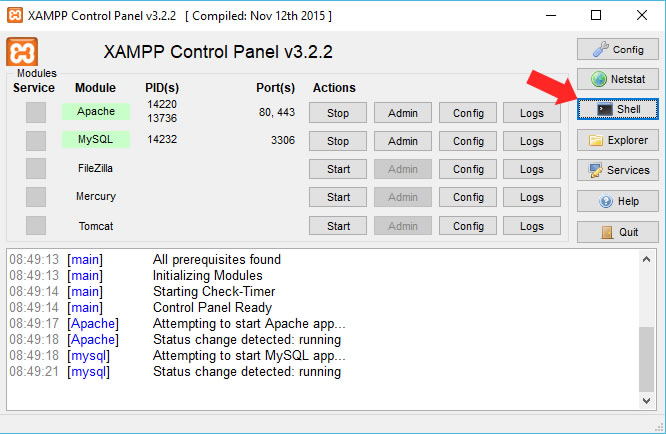 XAMPP Control Panel v3.2.2 [ Compiled: Nov 12th 2015 ]
XAMPP Control Panel v3.2.2
Config
Modules
Service Module PID(s) Port(s) Actions
Netstat
Apache 14220 13736 80, 443 Stop Admin Config Logs
Shell
MySQL 14232 3306 Stop Admin Config Logs
Explorer
FileZilla Start Admin Config Logs
Services
Mercury Start Admin Config Logs
Help
Tomcat Start Admin Config Logs
Quit
08:49:13 [main] All prerequisites found
08:49:13 [main] Initializing Modules
08:49:14 [main] Starting Check-Timer
08:49:14 [main] Control Panel Ready
08:49:17 [Apache] Attempting to start Apache app...
08:49:18 [Apache] Status change detected: running
08:49:18 [mysql] Attempting to start MySQL app...
08:49:21 [mysql] Status change detected: running